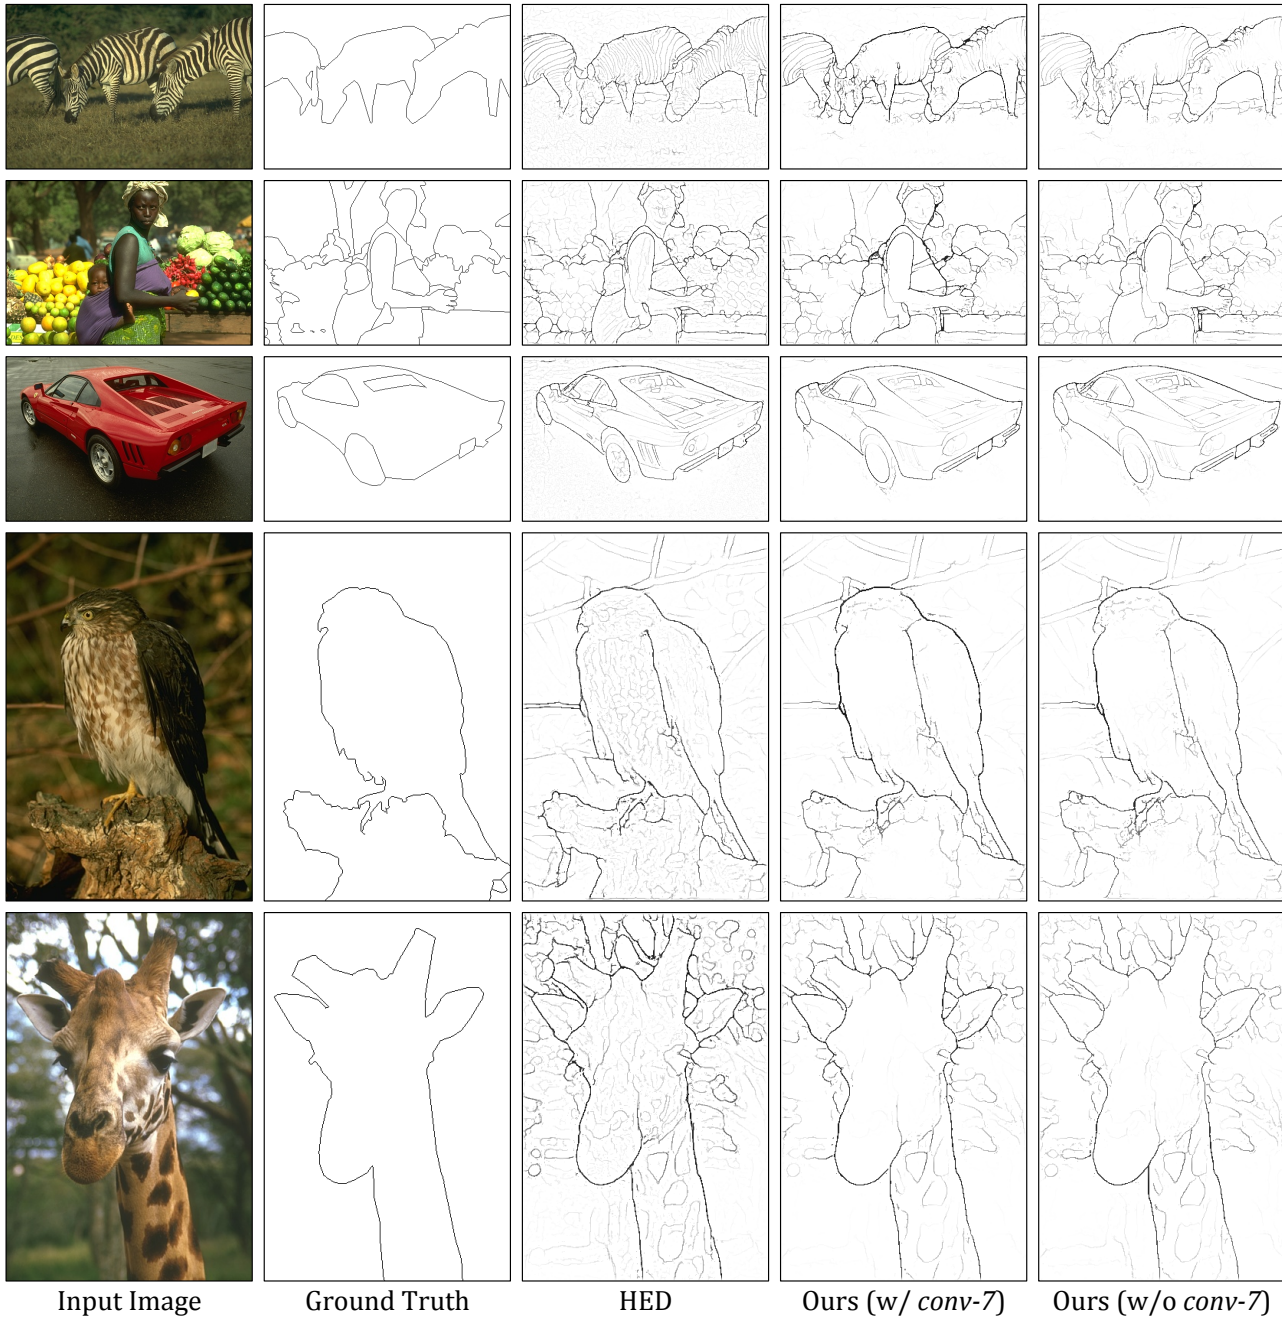 Input Image
Ground Truth
HED
Ours (w/ conv-7)
Ours (w/o conv-7)